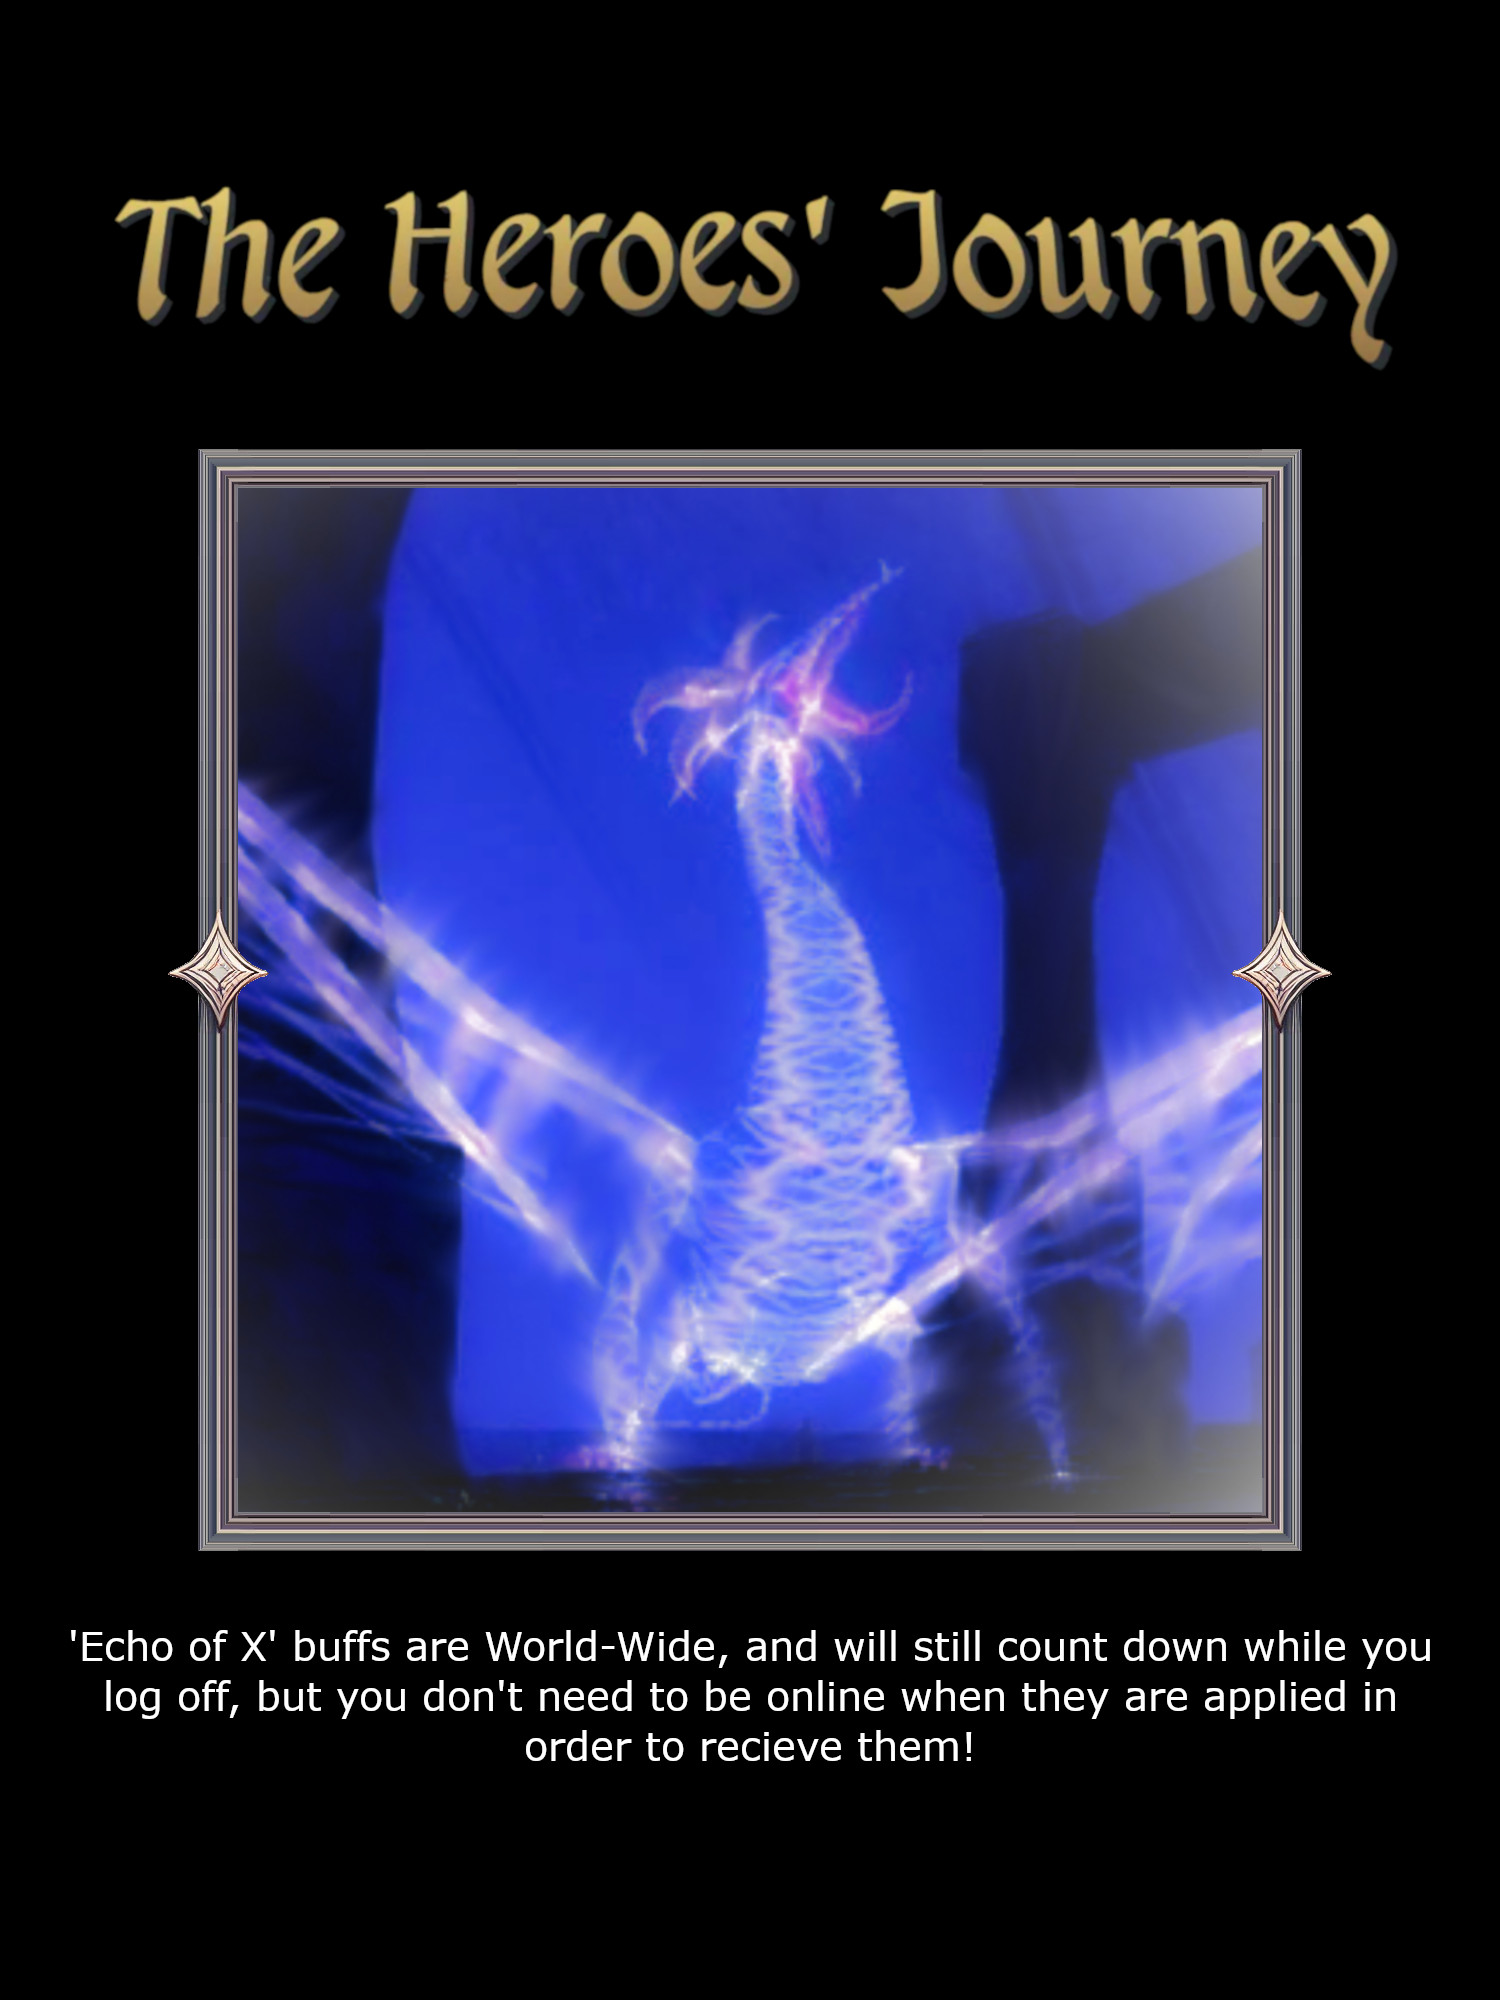 The Heroes' Journey
'Echo of X' buffs are World-Wide, and will still count down while you
log off, but you don't need to be online when they are applied in
order to recieve them!